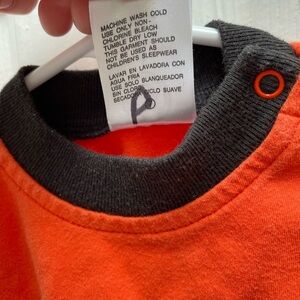 MACHINE WASH COLD
USE ONLY NON-
CHLORINE BLEACH
TUMBLE DRY LOW
THIS GARMENT SHOULD
NOT BE USED AS
CHILDREN'S SLEEPWEAR
LAVAR EN LAVADORA CON
AGUA FRIA
USE SOLO BLANQUEADOR
SIN CLORO
SECADO CICLO SUAVE